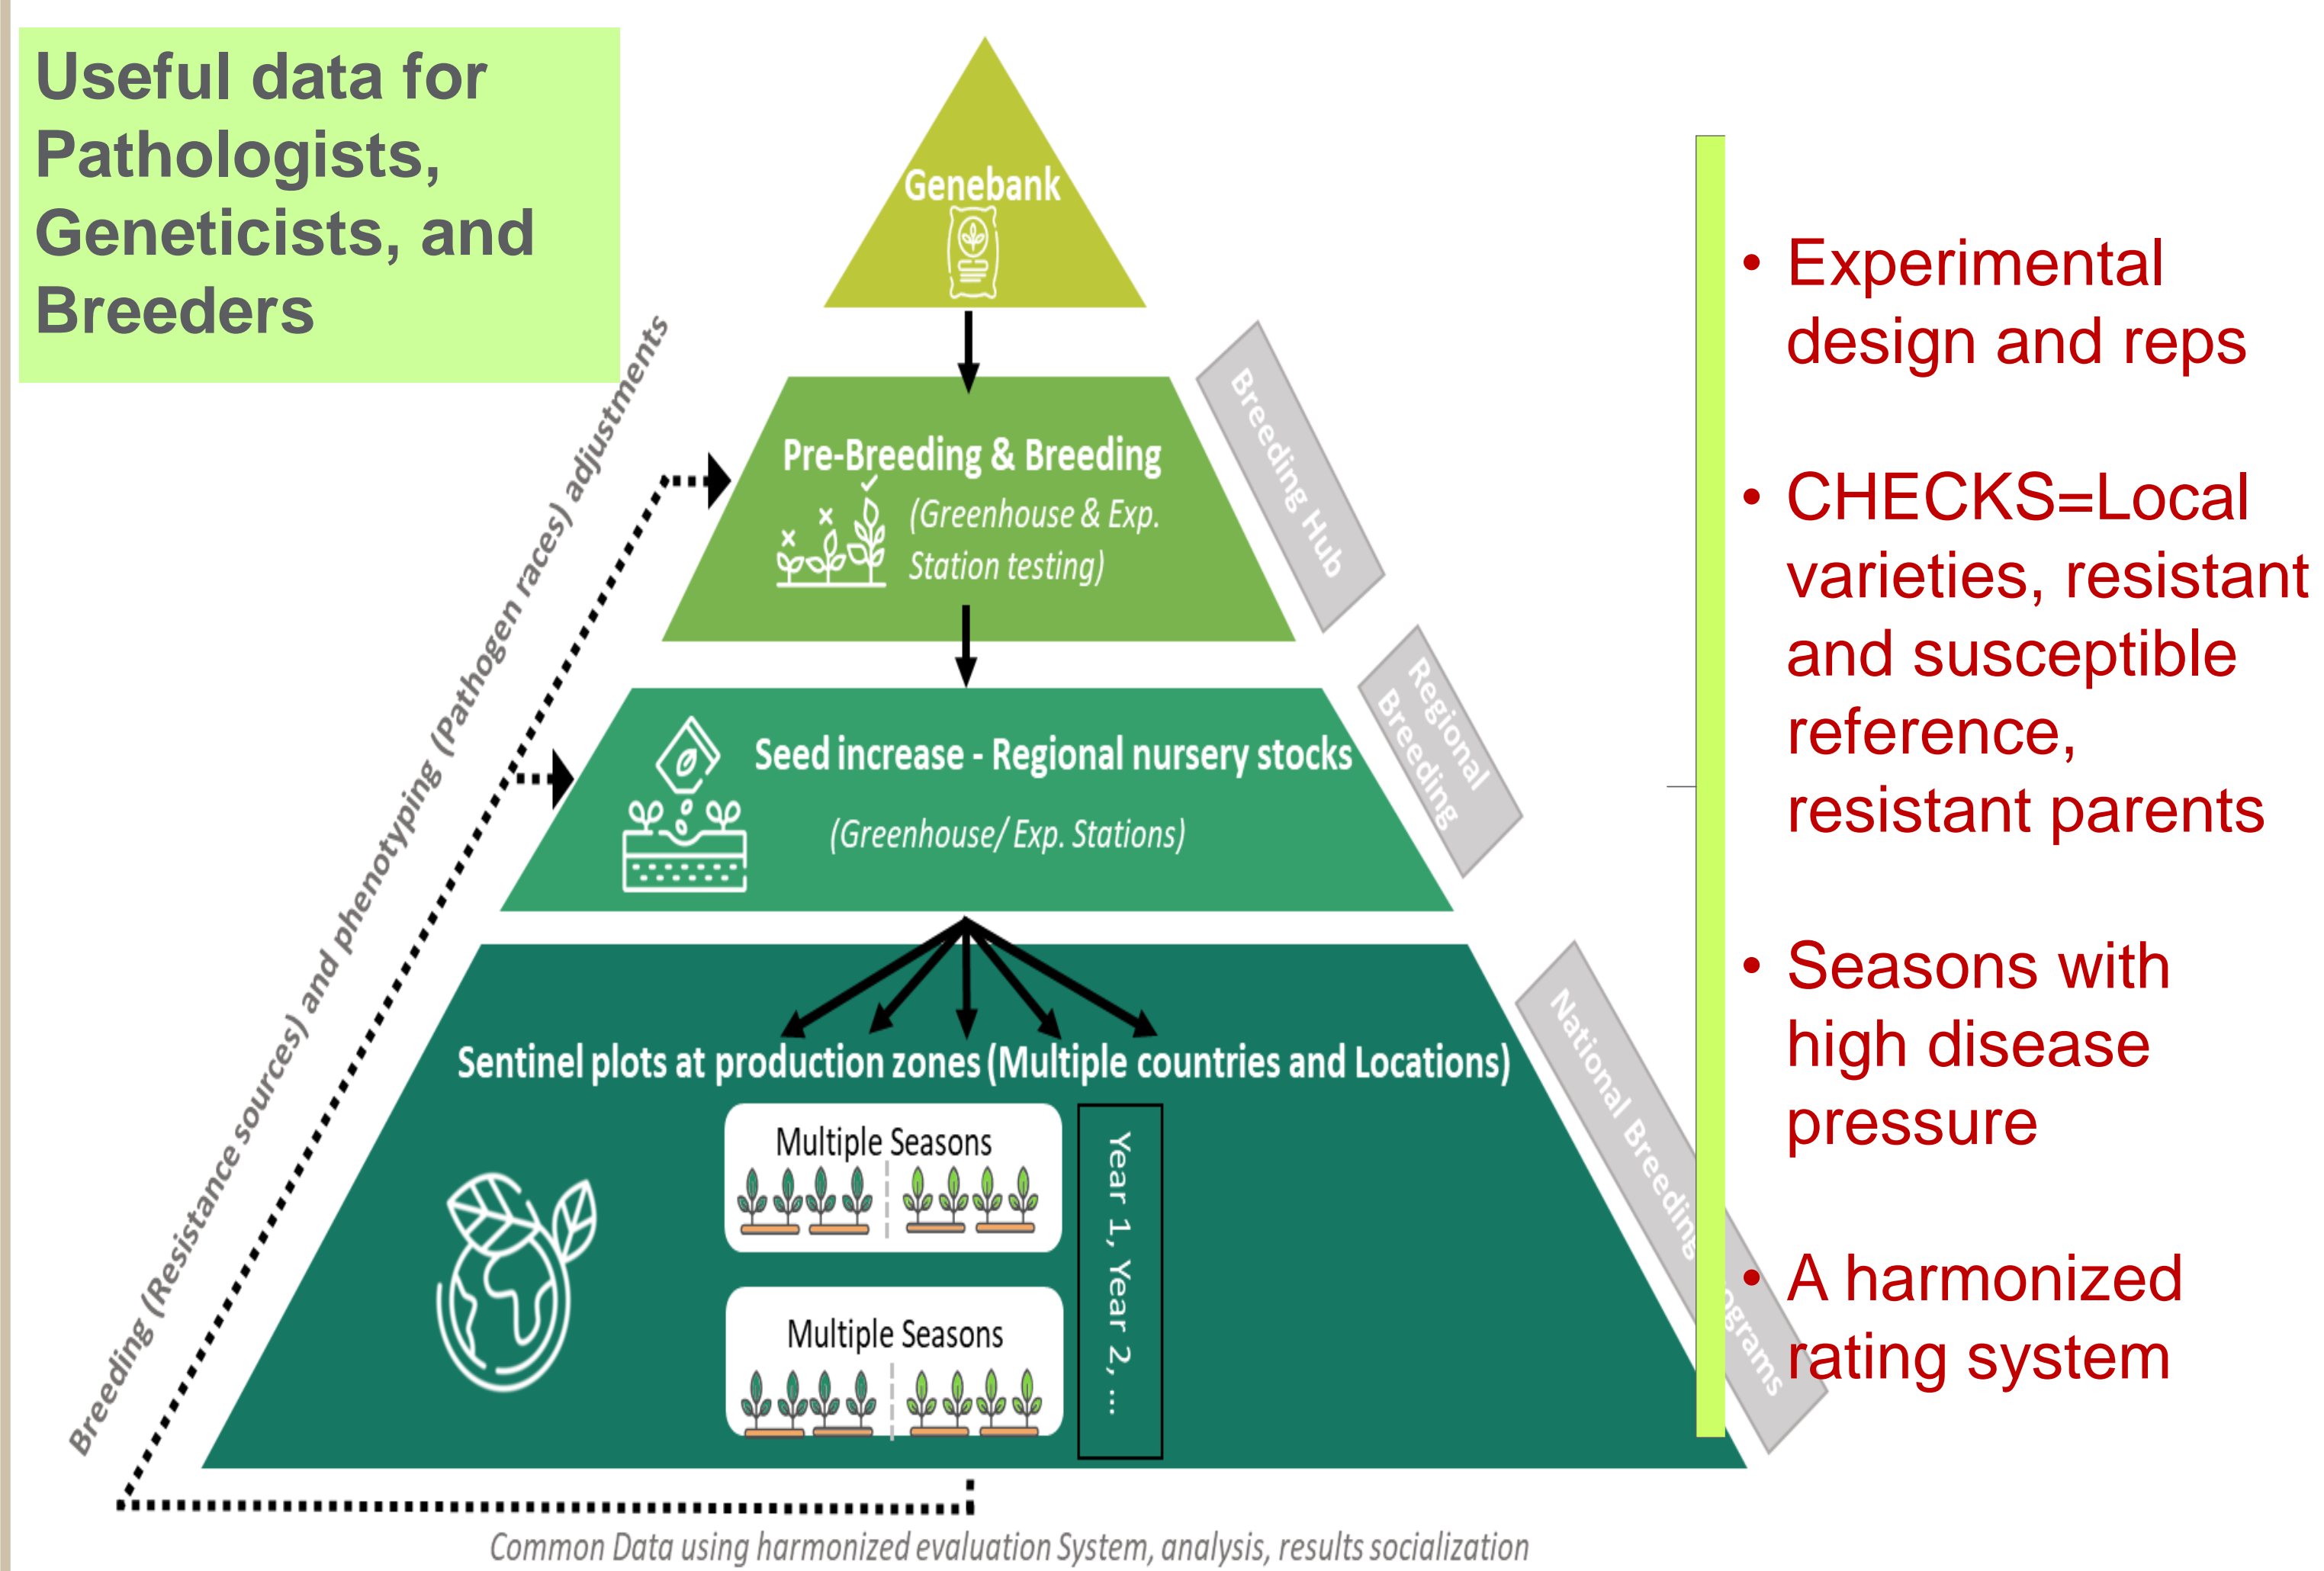 Useful data for
Pathologists,
Geneticists, and
Breeders
Genebank
Pre-Breeding & Breeding
(Greenhouse & Exp.
Station testing)
Breeding Hub
Seed increase - Regional nursery stocks
(Greenhouse/ Exp. Stations)
Regional
Breeding
Sentinel plots at production zones (Multiple countries and Locations)
Multiple Seasons
Multiple Seasons
Year 1, Year 2, ...
National Breeding
Breeding (Resistance sources) and phenotyping (Pathogen races) adjustments
Common Data using harmonized evaluation System, analysis, results socialization
• Experimental
design and reps
• CHECKS=Local
varieties, resistant
and susceptible
reference,
resistant parents
• Seasons with
high disease
pressure
• A harmonized
rating system